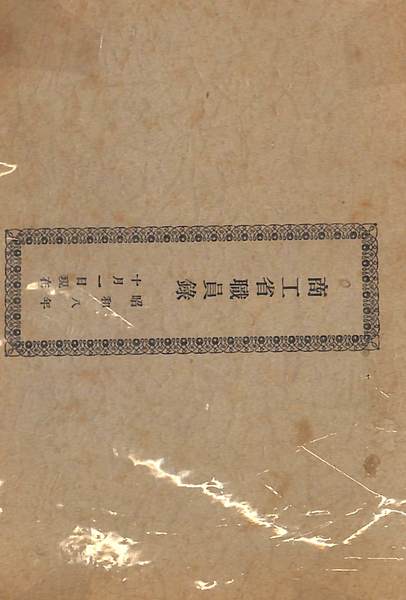 商工省職員錄
昭和八年
十月一日現在